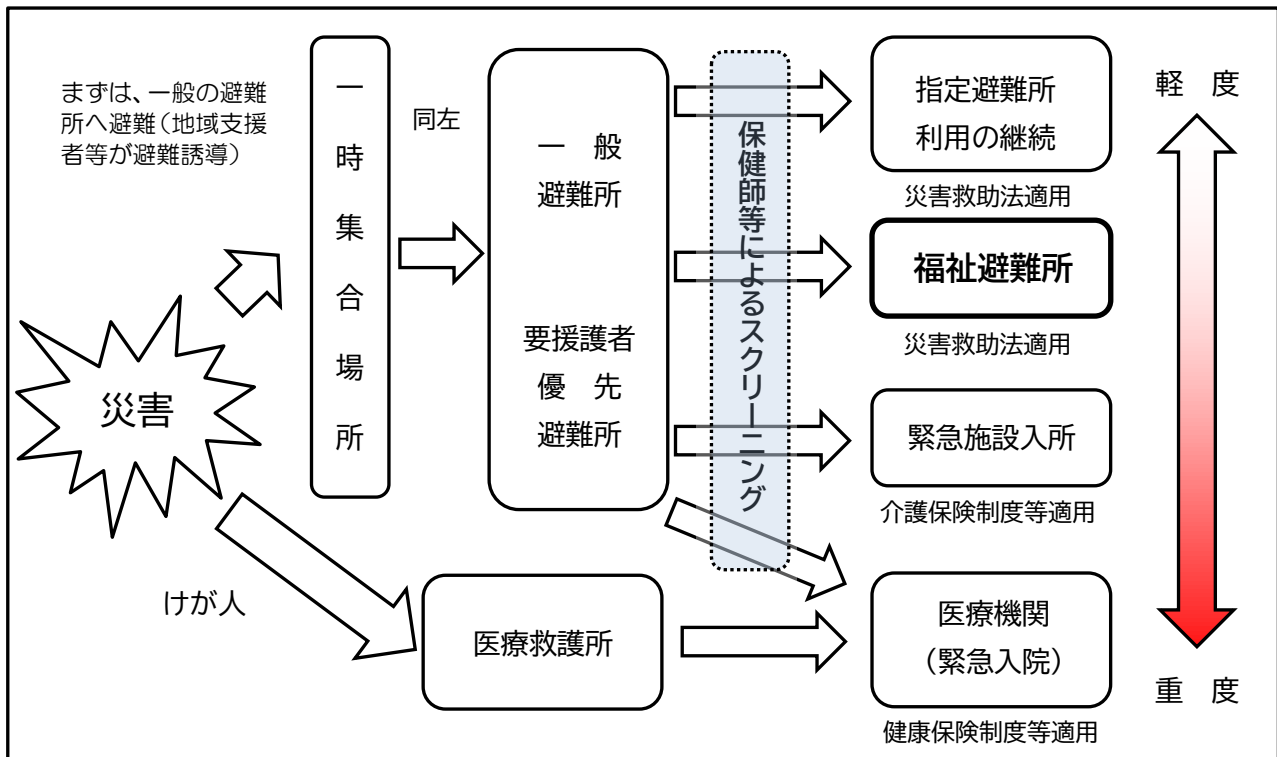 まずは、一般の避難
所へ避難(地域支援
者等が避難誘導)
災害
けが人
一時集合場所
同左
一 般
避難所
要援護者
優 先
避難所
医療救護所
保健師等によるスクリーニング
指定避難所
利用の継続
災害救助法適用
福祉避難所
災害救助法適用
緊急施設入所
介護保険制度等適用
医療機関
(緊急入院)
健康保険制度等適用
軽 度
重 度